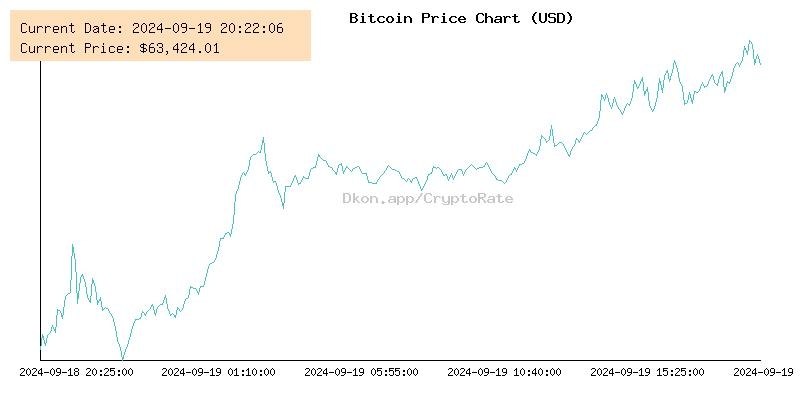 Bitcoin Price Chart (USD)
Current Date: 2024-09-19 20:22:06
Current Price: $63,424.01
Dkon.app/CryptoRate
2024-09-18 20:25:00 2024-09-19 01:10:00 2024-09-19 05:55:00 2024-09-19 10:40:00 2024-09-19 15:25:00 2024-09-19